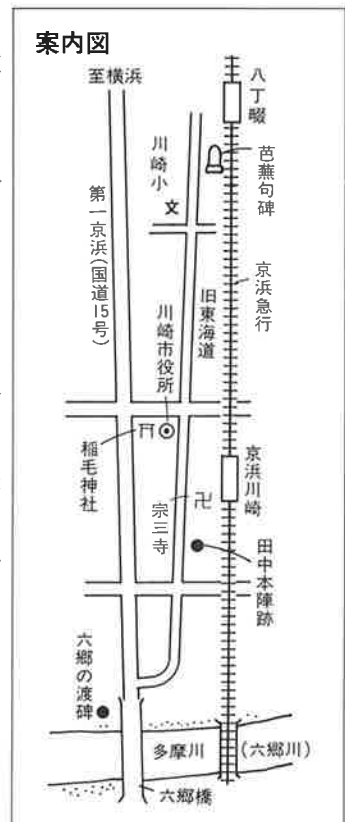 案内図
至横浜
八丁畷
川崎小
文
芭蕉句碑
第一京浜(国道15号)
旧東海道
京浜急行
川崎市役所
稲毛神社
宗三寺
卍
京浜川崎
田中本陣跡
六郷の渡碑
多摩川
(六郷川)
六郷橋